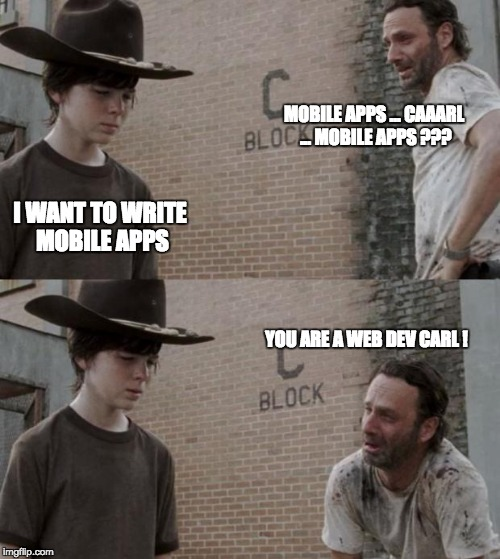 I WANT TO WRITE
MOBILE APPS
MOBILE APPS ... CAAARL
... MOBILE APPS ???
C
BLOCK
YOU ARE A WEB DEV CARL !
C
BLOCK
imgflip.com